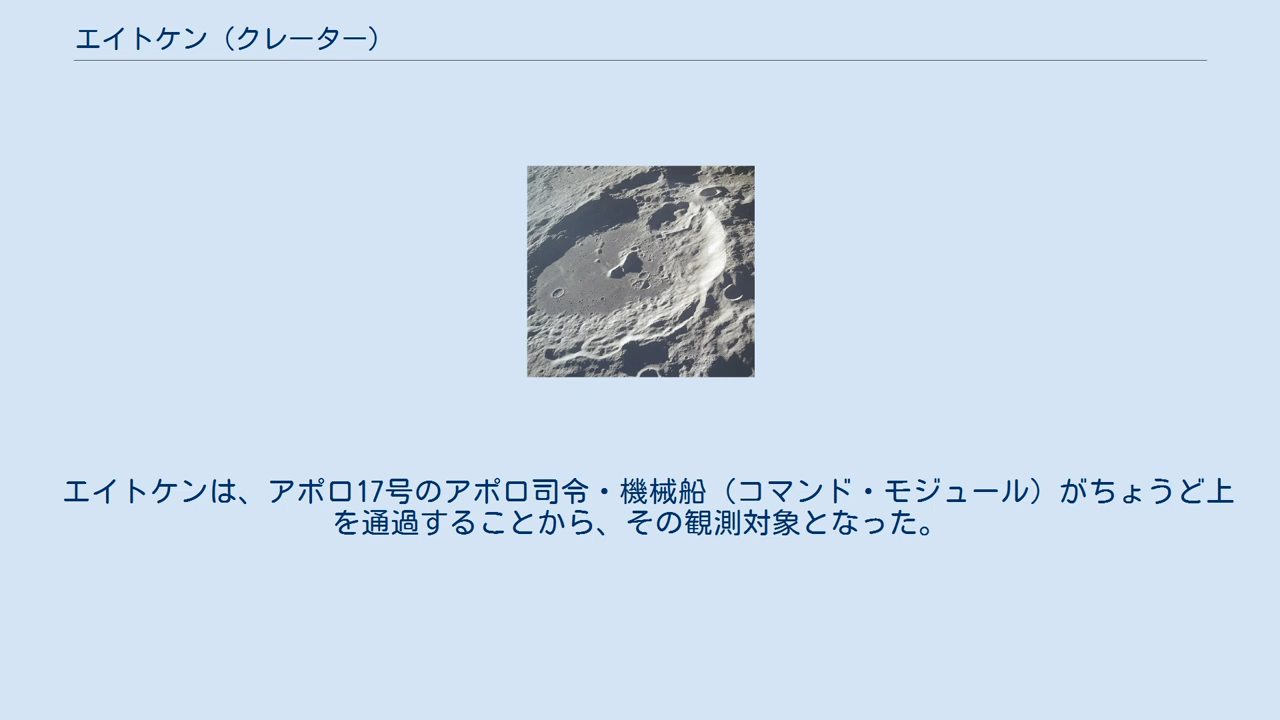 エイトケン（クレーター）
エイトケンは、アポロ17号のアポロ司令・機械船（コマンド・モジュール）がちょうど上
を通過することから、その観測対象となった。